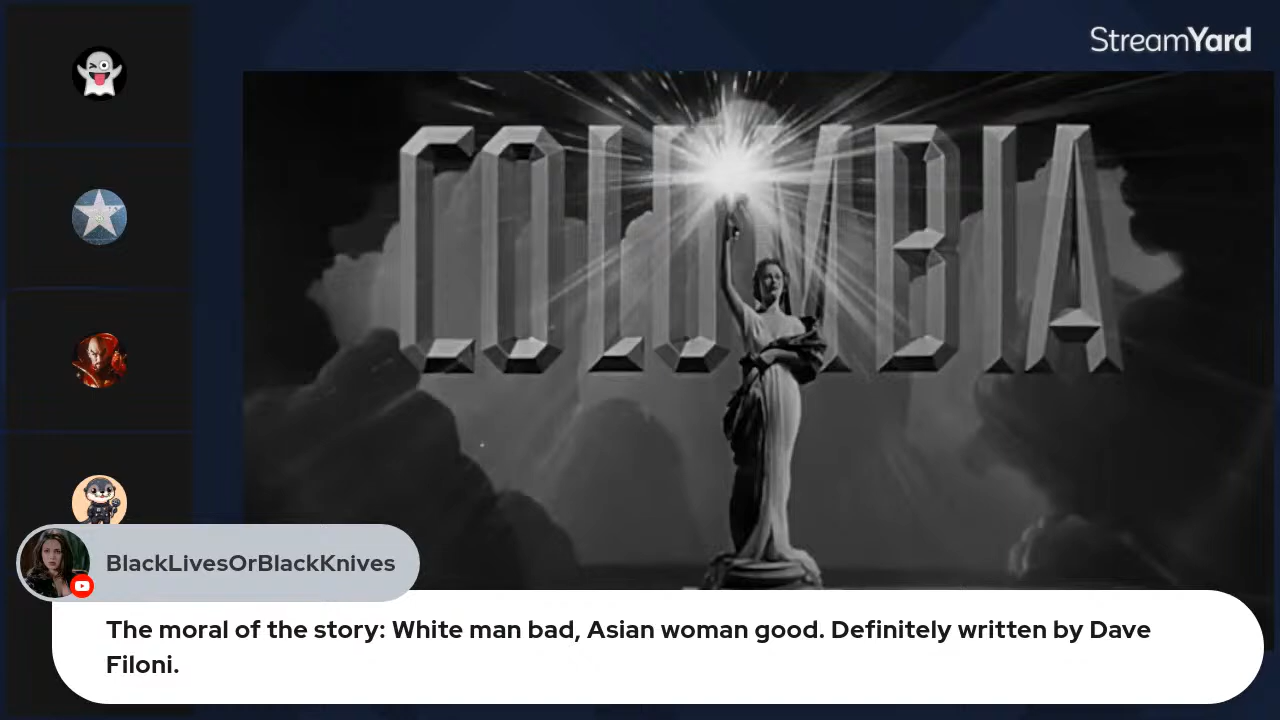 StreamYard
COLUMBIA
BlackLivesOrBlackKnives
The moral of the story: White man bad, Asian woman good. Definitely written by Dave
Filoni.